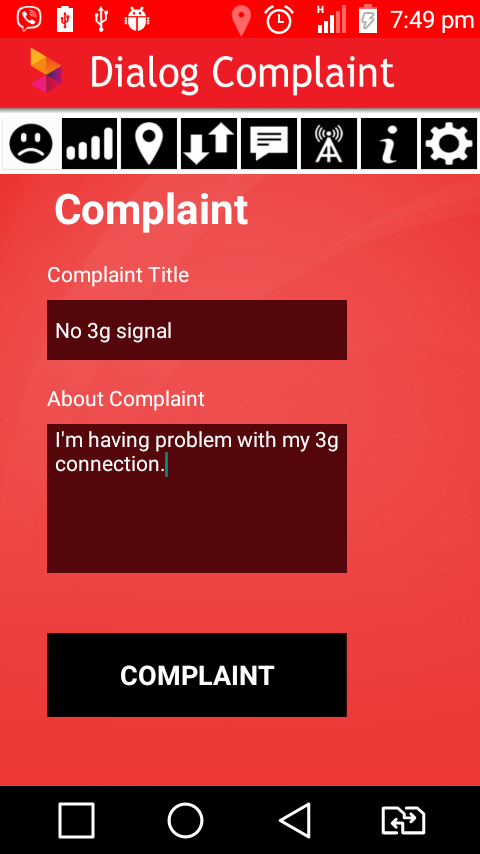 H
7:49 pm
Dialog Complaint
Complaint
Complaint Title
No 3g signal
About Complaint
I'm having problem with my 3g
connection.
COMPLAINT